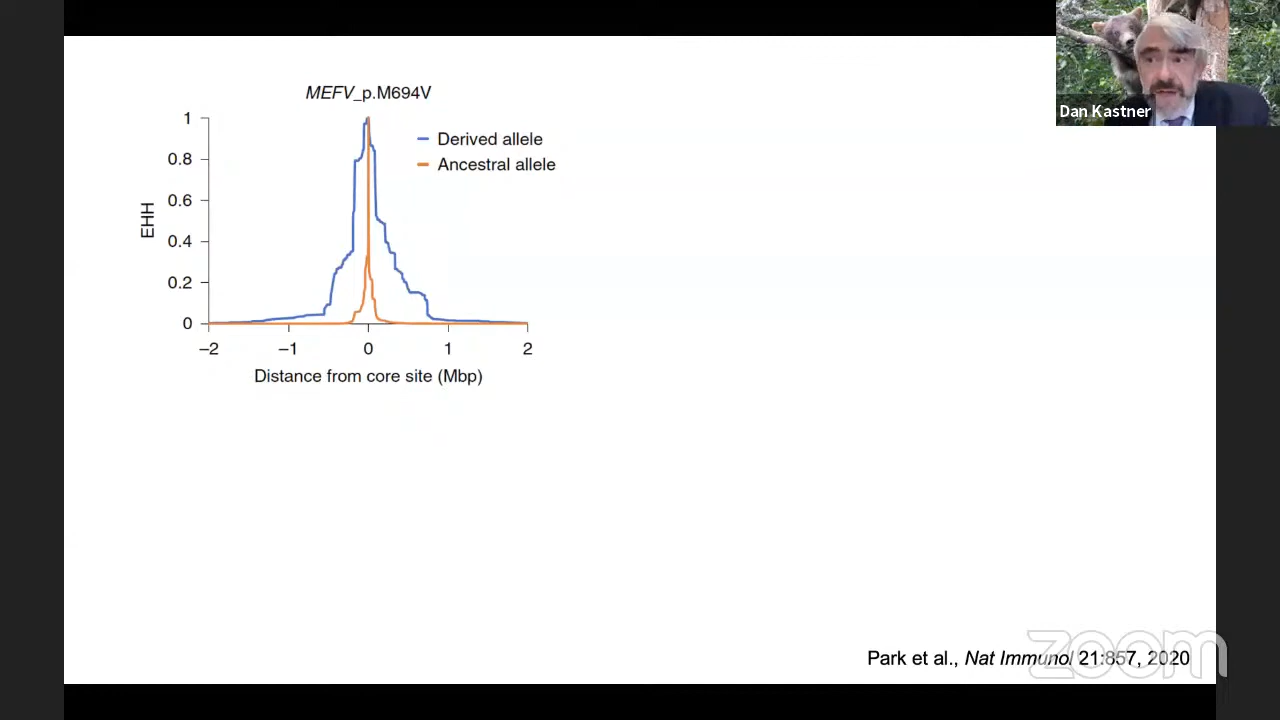 Dan Kastner
MEFV_p.M694V
Derived allele
Ancestral allele
EHH
1
0.8
0.6
0.4
0.2
0
–2
–1
0
1
2
Distance from core site (Mbp)
Park et al., Nat Immunol 21:857, 2020
zoom